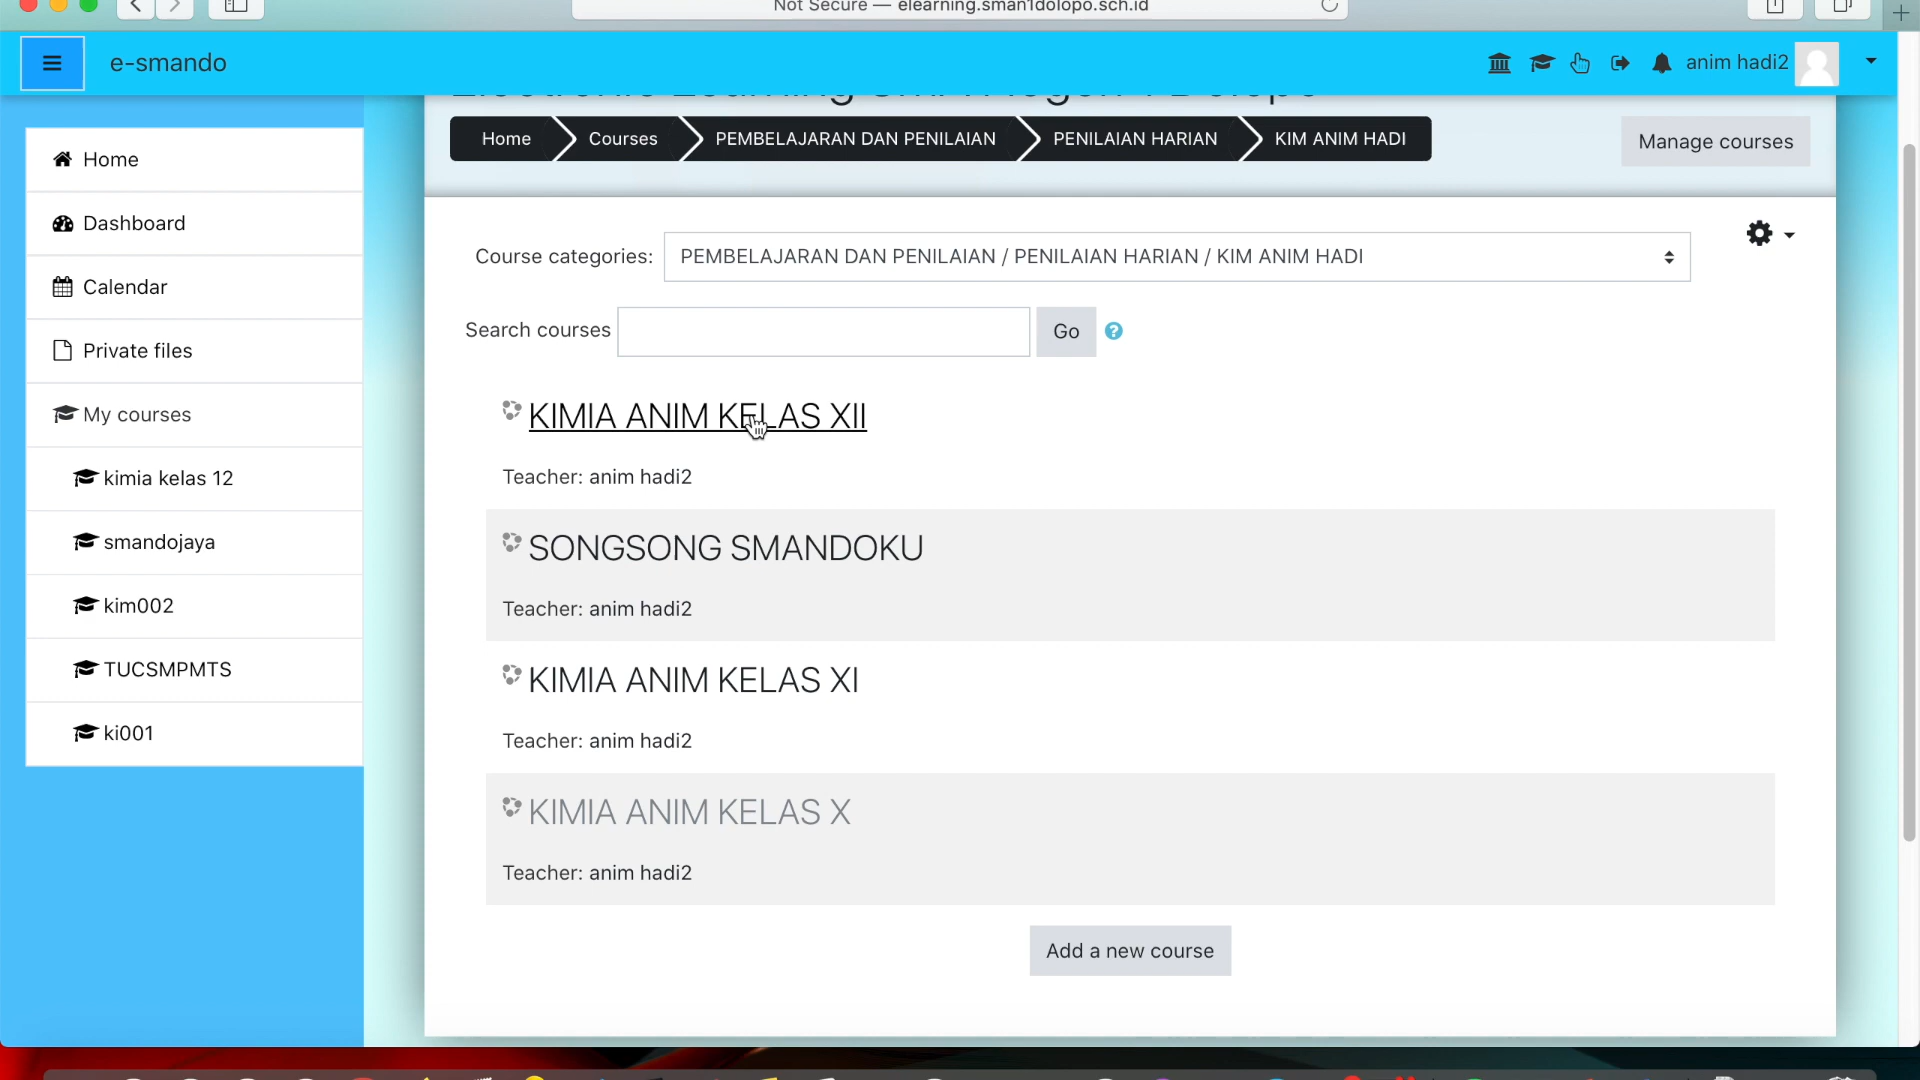 Not Secure — elearning.sman1dolopo.sch.id
e-smando
anim hadi2
Home
Dashboard
Calendar
Private files
My courses
kimia kelas 12
smandojaya
kim002
TUCSMPMTS
ki001
Home
Courses
PEMBELAJARAN DAN PENILAIAN
PENILAIAN HARIAN
KIM ANIM HADI
Manage courses
Course categories: PEMBELAJARAN DAN PENILAIAN / PENILAIAN HARIAN / KIM ANIM HADI
Search courses
Go
KIMIA ANIM KELAS XII
Teacher: anim hadi2
SONGSONG SMANDOKU
Teacher: anim hadi2
KIMIA ANIM KELAS XI
Teacher: anim hadi2
KIMIA ANIM KELAS X
Teacher: anim hadi2
Add a new course